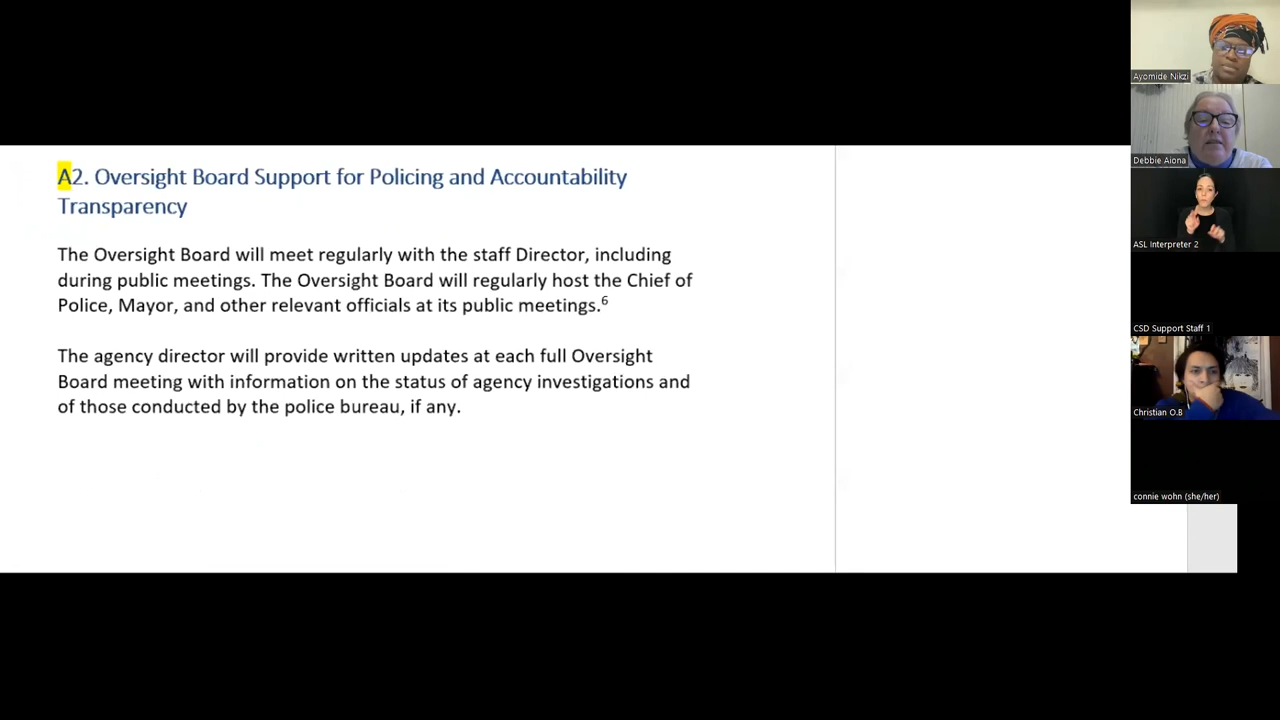 A2. Oversight Board Support for Policing and Accountability
Transparency
The Oversight Board will meet regularly with the staff Director, including
during public meetings. The Oversight Board will regularly host the Chief of
Police, Mayor, and other relevant officials at its public meetings.6
The agency director will provide written updates at each full Oversight
Board meeting with information on the status of agency investigations and
of those conducted by the police bureau, if any.
Ayomide Nikzi
Debbie Aiona
ASL Interpreter 2
CSD Support Staff 1
Christian O.B
connie wohn (she/her)